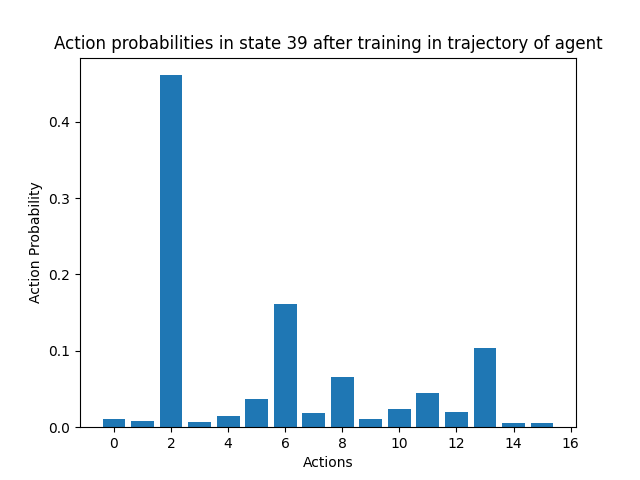 Action probabilities in state 39 after training in trajectory of agent
0.4
0.3
0.2
0.1
0.0
Action Probability
0 2 4 6 8 10 12 14 16
Actions